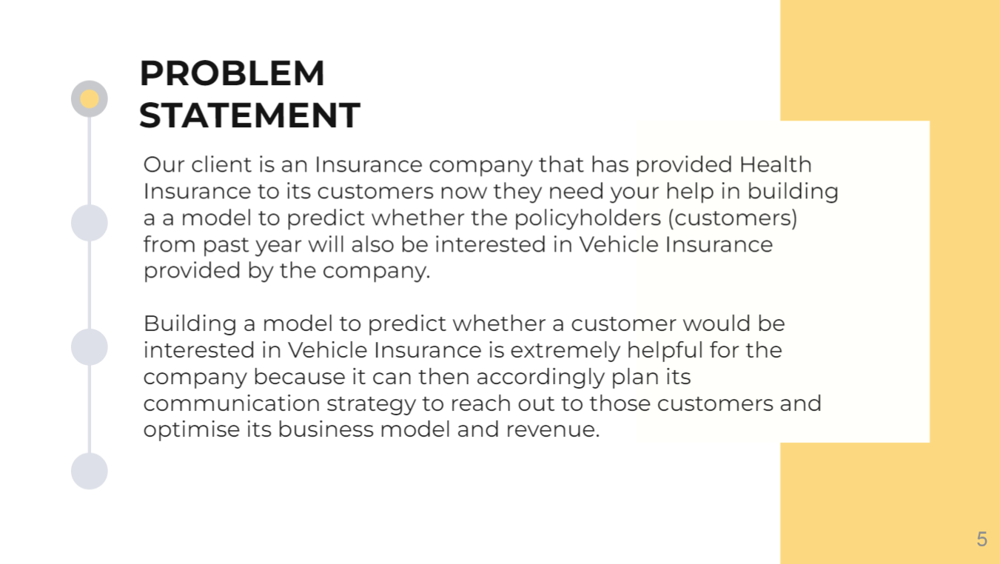 PROBLEM
STATEMENT
Our client is an Insurance company that has provided Health
Insurance to its customers now they need your help in building
a a model to predict whether the policyholders (customers)
from past year will also be interested in Vehicle Insurance
provided by the company.
Building a model to predict whether a customer would be
interested in Vehicle Insurance is extremely helpful for the
company because it can then accordingly plan its
communication strategy to reach out to those customers and
optimise its business model and revenue.
5